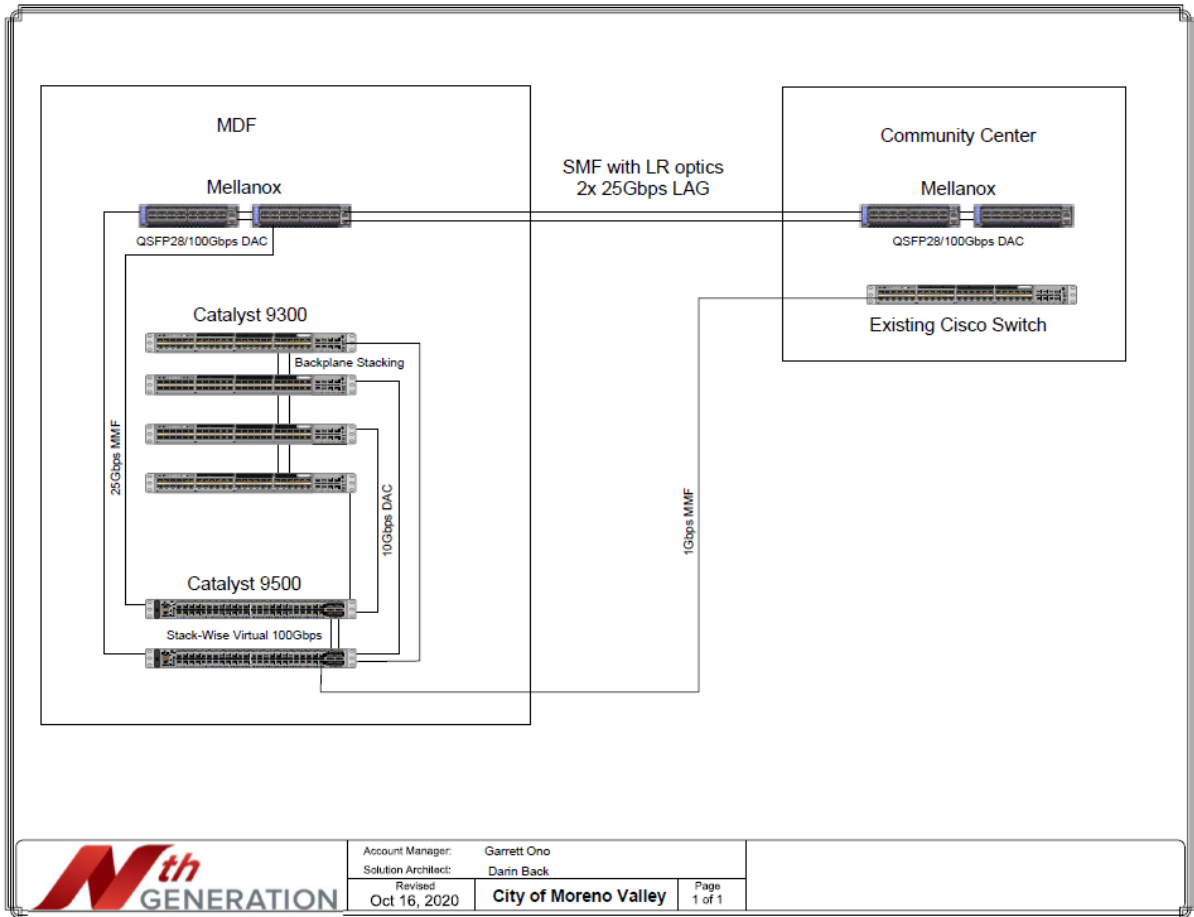 MDF
Community Center
SMF with LR optics
2x 25Gbps LAG
Mellanox
Mellanox
QSFP28/100Gbps DAC
QSFP28/100Gbps DAC
Catalyst 9300
Existing Cisco Switch
Backplane Stacking
25Gbps MMF
10Gbps DAC
1Gbps MMF
Catalyst 9500
Stack-Wise Virtual 100Gbps
Nth
GENERATION
Account Manager: Garrett Ono
Solution Architect: Darin Back
Revised
Oct 16, 2020
City of Moreno Valley
Page
1 of 1